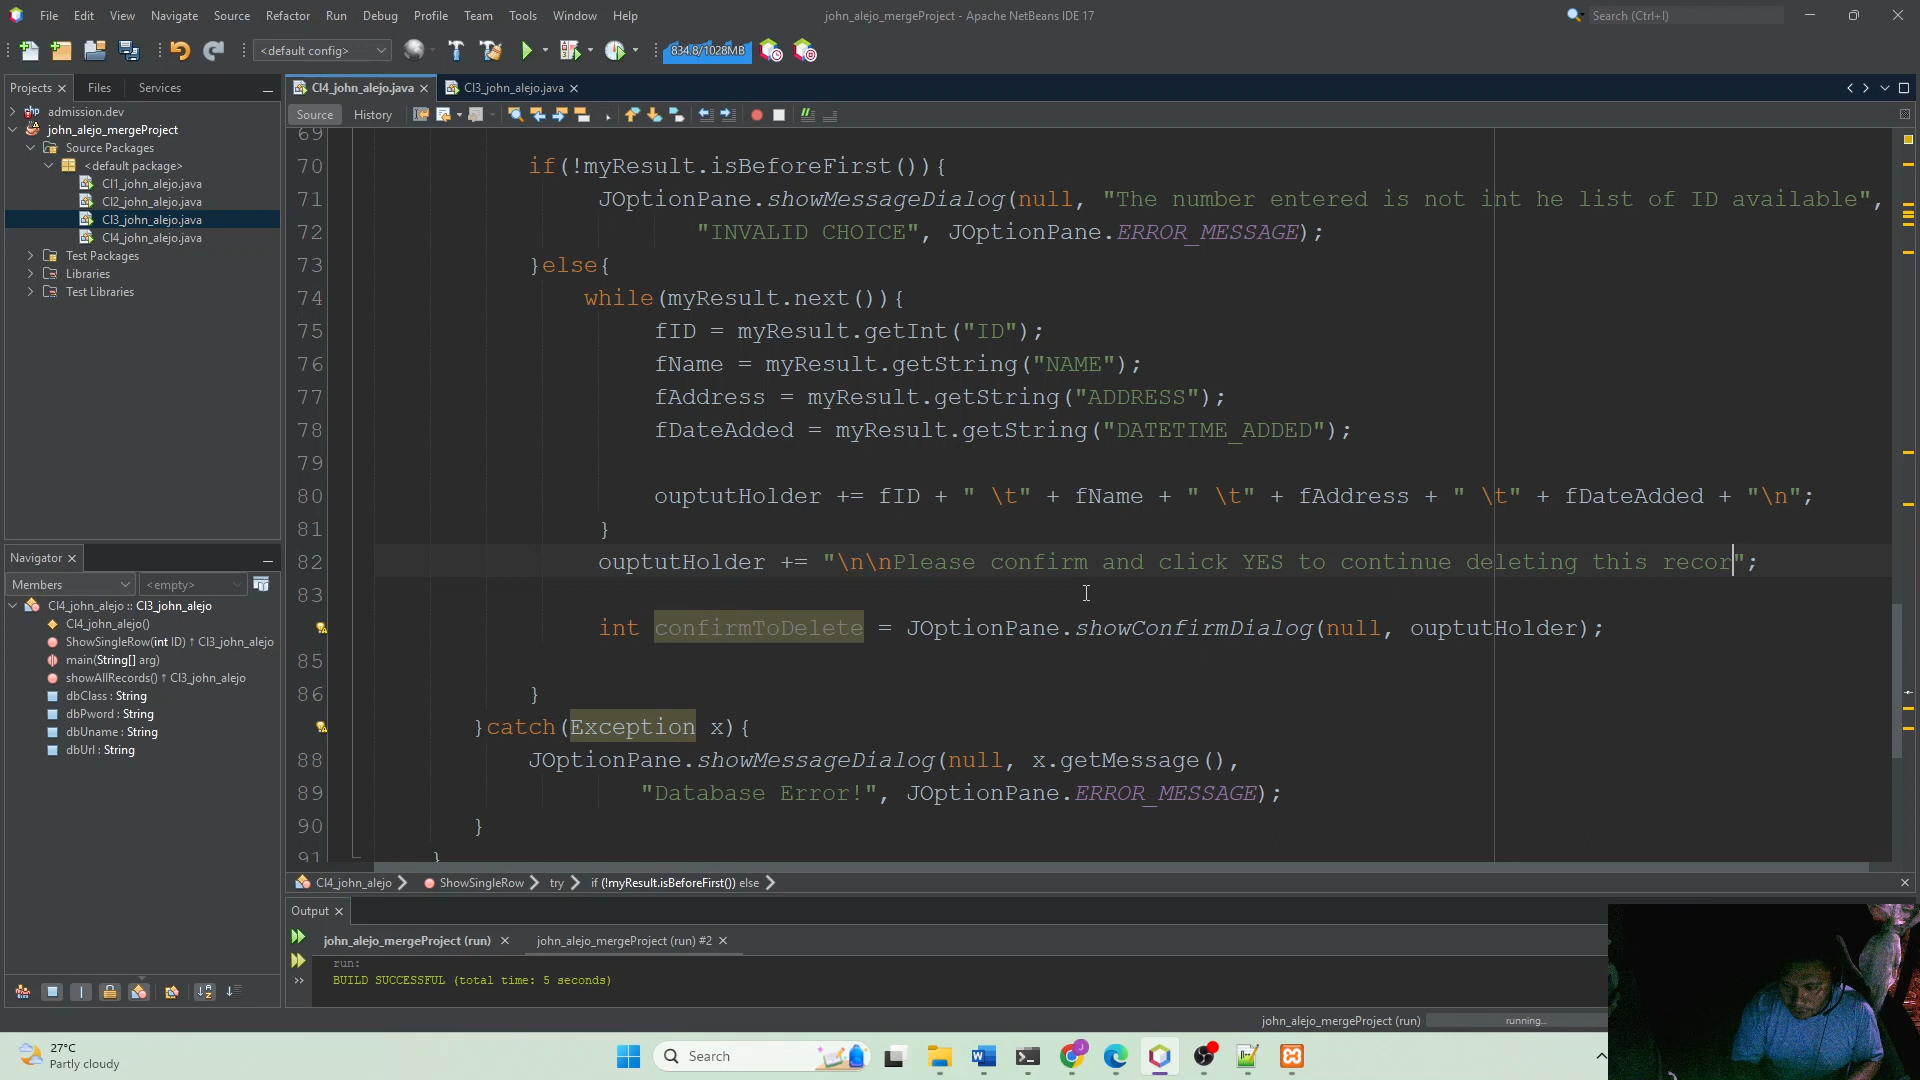 File Edit View Navigate Source Refactor Run Debug Profile Team Tools Window Help
john_alejo_mergeProject - Apache NetBeans IDE 17
Search (Ctrl+I)
<default config>
834.8/1028MB
Projects Files Services
admission.dev
john_alejo_mergeProject
Source Packages
<default package>
CI1_john_alejo.java
CI2_john_alejo.java
CI3_john_alejo.java
CI4_john_alejo.java
Test Packages
Libraries
Test Libraries
CI4_john_alejo.java CI3_john_alejo.java
Source History
69
70 if(!myResult.isBeforeFirst()){
71 JOptionPane.showMessageDialog(null, "The number entered is not int he list of ID available",
72 "INVALID CHOICE", JOptionPane.ERROR_MESSAGE);
73 }else{
74 while(myResult.next()){
75 fID = myResult.getInt("ID");
76 fName = myResult.getString("NAME");
77 fAddress = myResult.getString("ADDRESS");
78 fDateAdded = myResult.getString("DATETIME_ADDED");
79
80 ouptutHolder += fID + " \t" + fName + " \t" + fAddress + " \t" + fDateAdded + "\n";
81 }
82 ouptutHolder += "\n\nPlease confirm and click YES to continue deleting this recor";
83
int confirmToDelete = JOptionPane.showConfirmDialog(null, ouptutHolder);
85
86 }
}catch(Exception x){
88 JOptionPane.showMessageDialog(null, x.getMessage(),
89 "Database Error!", JOptionPane.ERROR_MESSAGE);
90 }
91 }
CI4_john_alejo ShowSingleRow try if (!myResult.isBeforeFirst()) else
Navigator
Members <empty>
CI4_john_alejo :: CI3_john_alejo
CI4_john_alejo()
ShowSingleRow(int ID) ↑ CI3_john_alejo
main(String[] arg)
showAllRecords() ↑ CI3_john_alejo
dbClass : String
dbPword : String
dbUname : String
dbUrl : String
Output
john_alejo_mergeProject (run) john_alejo_mergeProject (run) #2
run:
BUILD SUCCESSFUL (total time: 5 seconds)
john_alejo_mergeProject (run) running...
27°C
Partly cloudy
Search